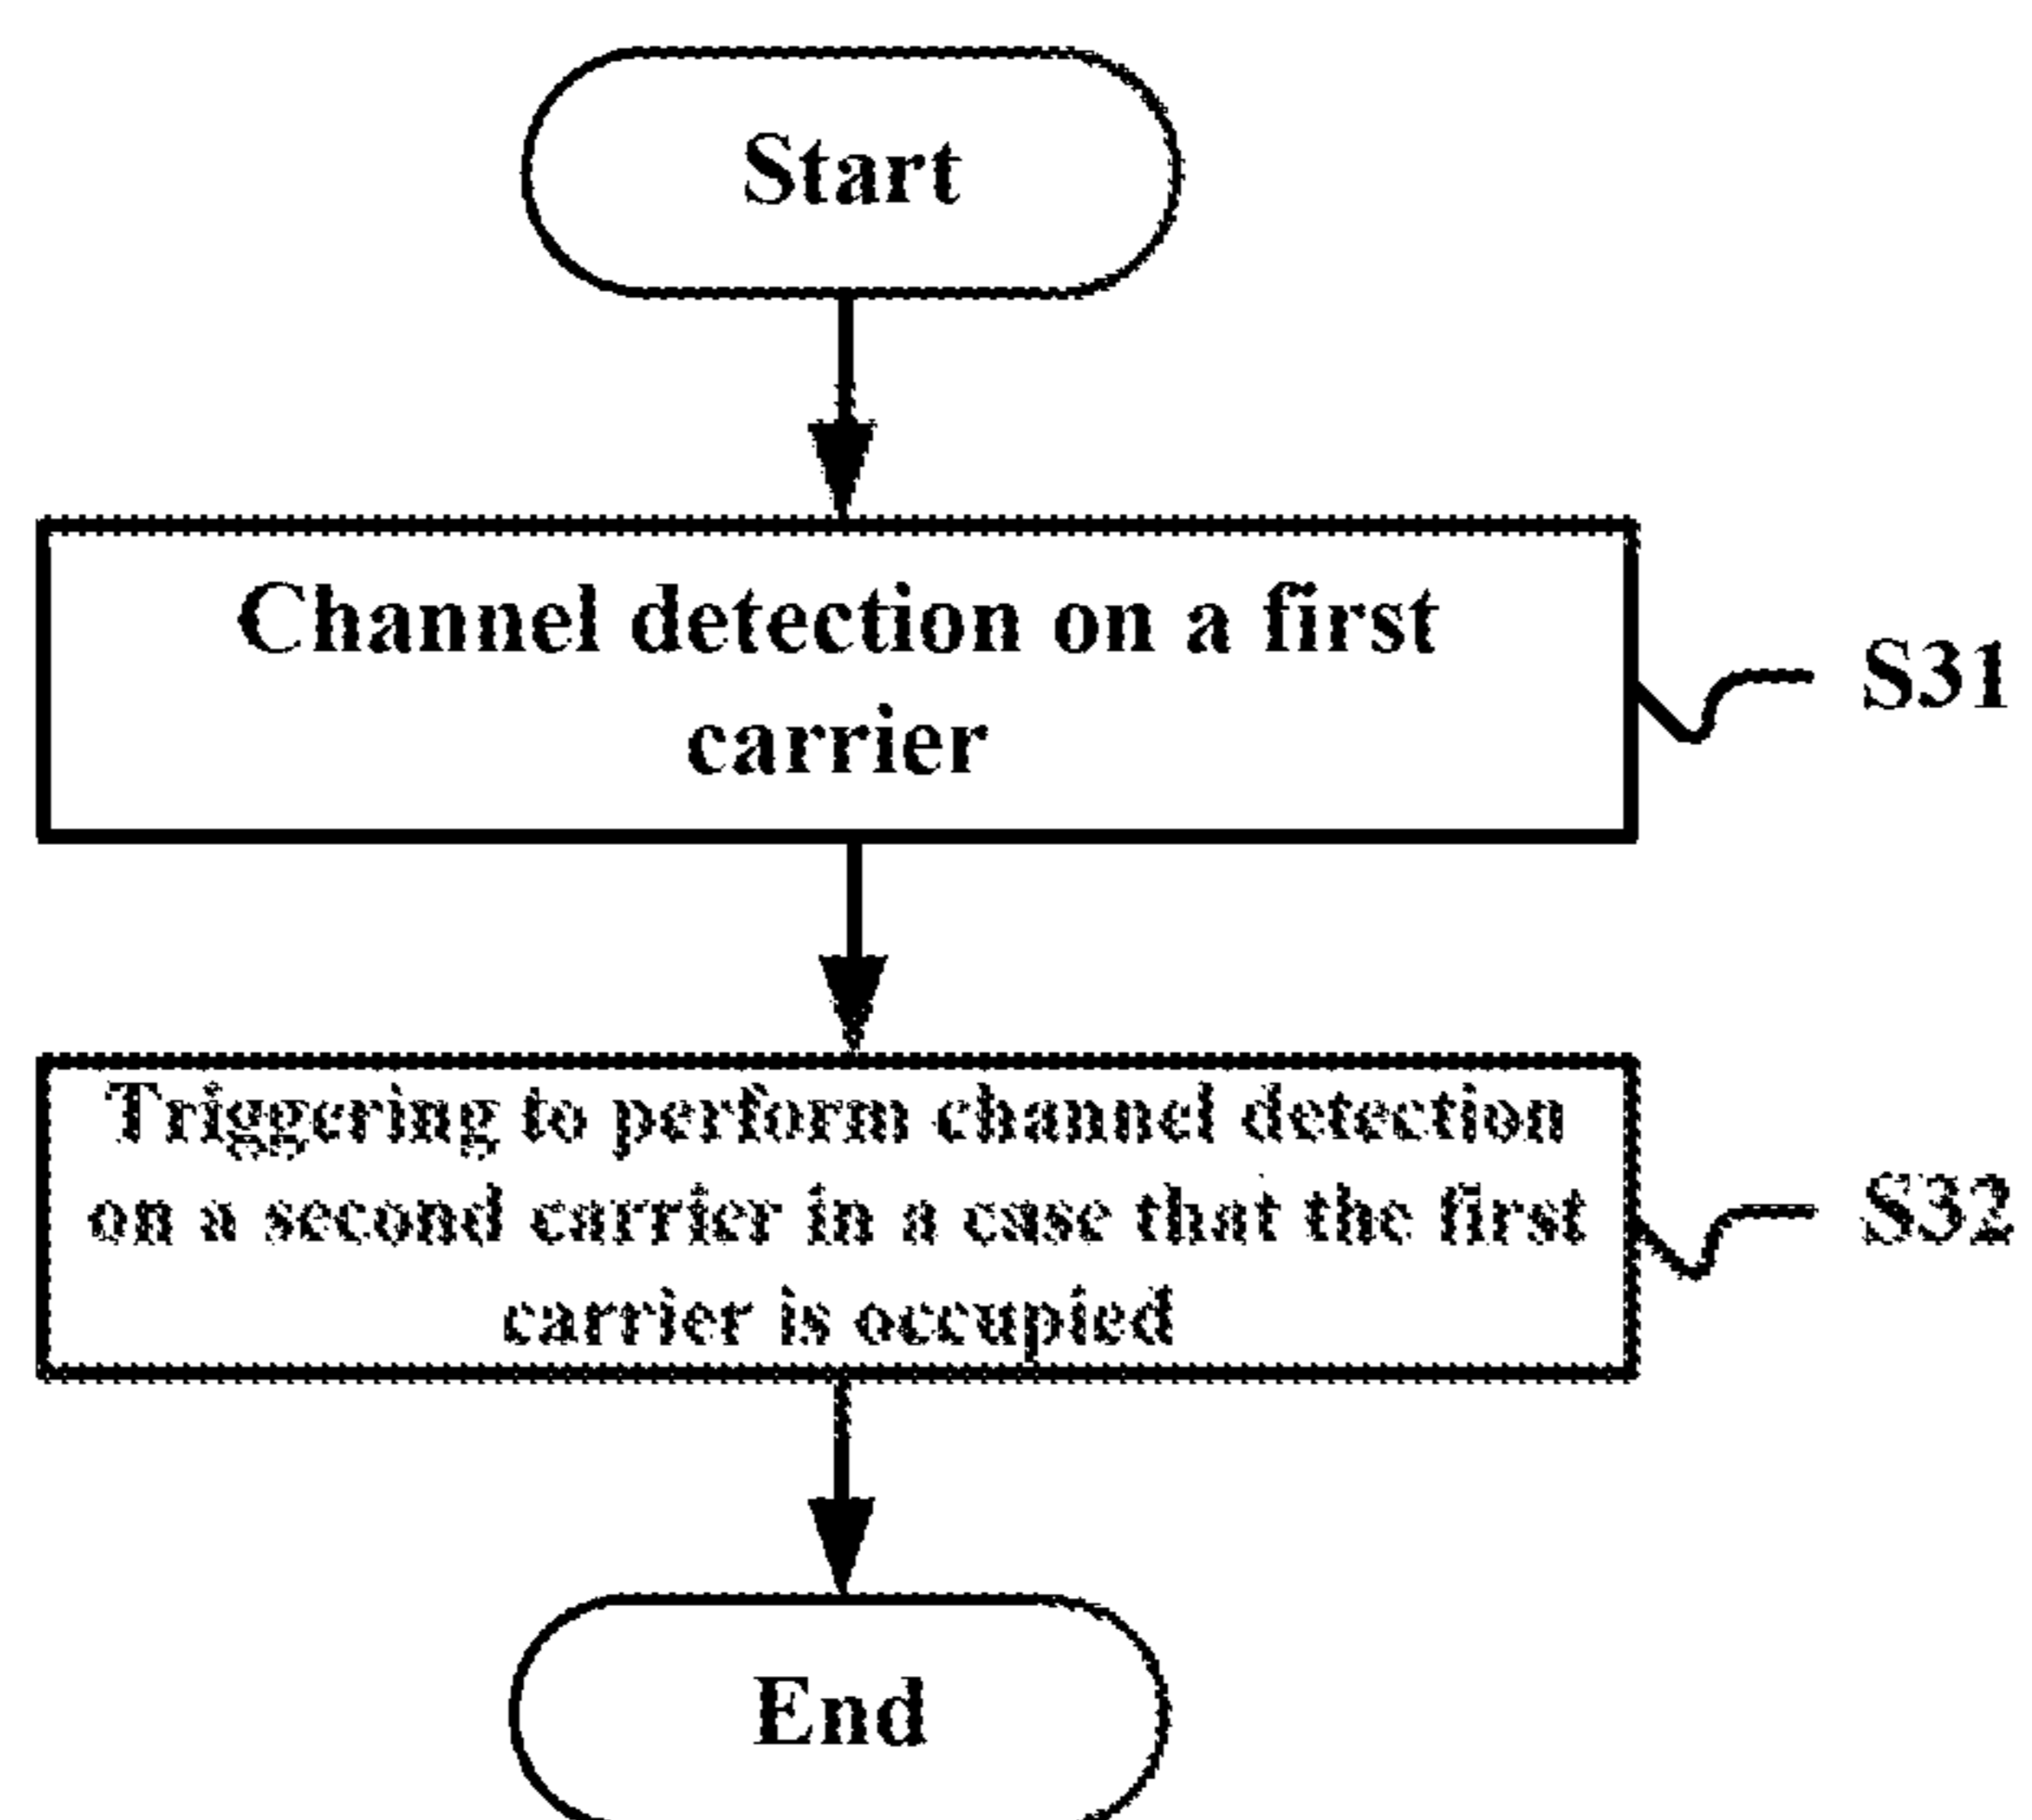 Start
Channel detection on a first
carrier
S31
Triggering to perform channel detection
on a second carrier in a case that the first
carrier is occupied
S32
End